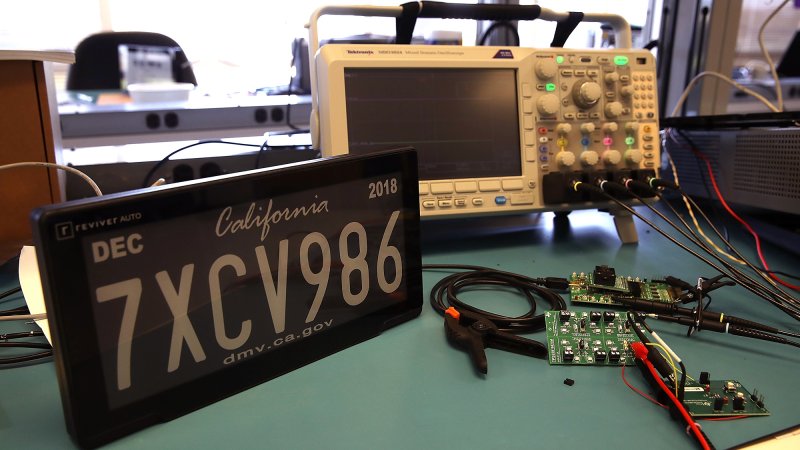 reviver AUTO
California
2018
DEC
7XCV986
dmv.ca.gov
Tektronix